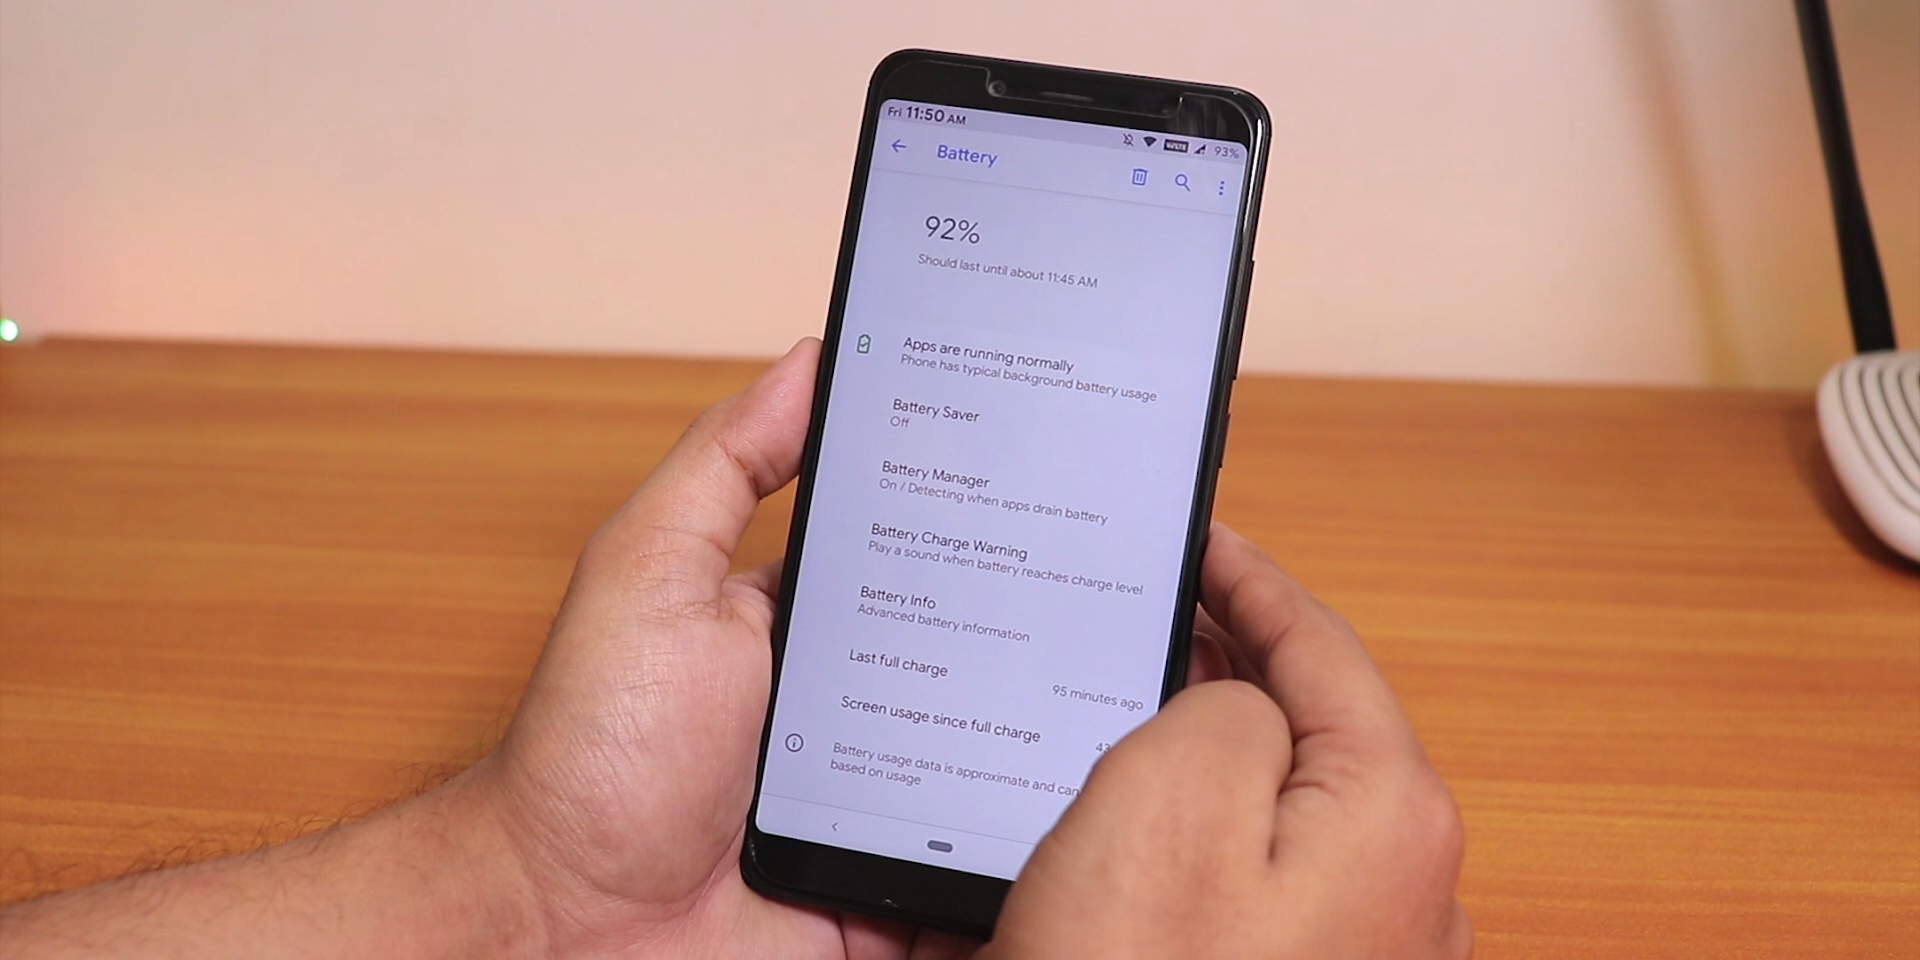 Fri 11:50 AM
VoLTE 93%
Battery
92%
Should last until about 11:45 AM
Apps are running normally
Phone has typical background battery usage
Battery Saver
Off
Battery Manager
On / Detecting when apps drain battery
Battery Charge Warning
Play a sound when battery reaches charge level
Battery Info
Advanced battery information
Last full charge
95 minutes ago
Screen usage since full charge
43
Battery usage data is approximate and can
based on usage